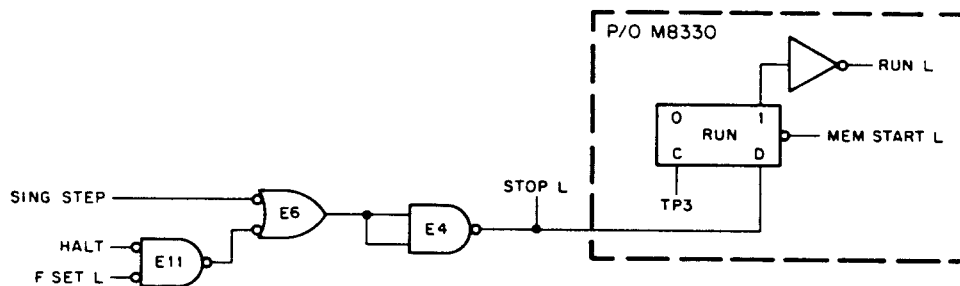 P/O M8330
RUN L
0 1
RUN
C D
MEM START L
TP3
SING STEP
E6
STOP L
E4
HALT
E11
F SET L